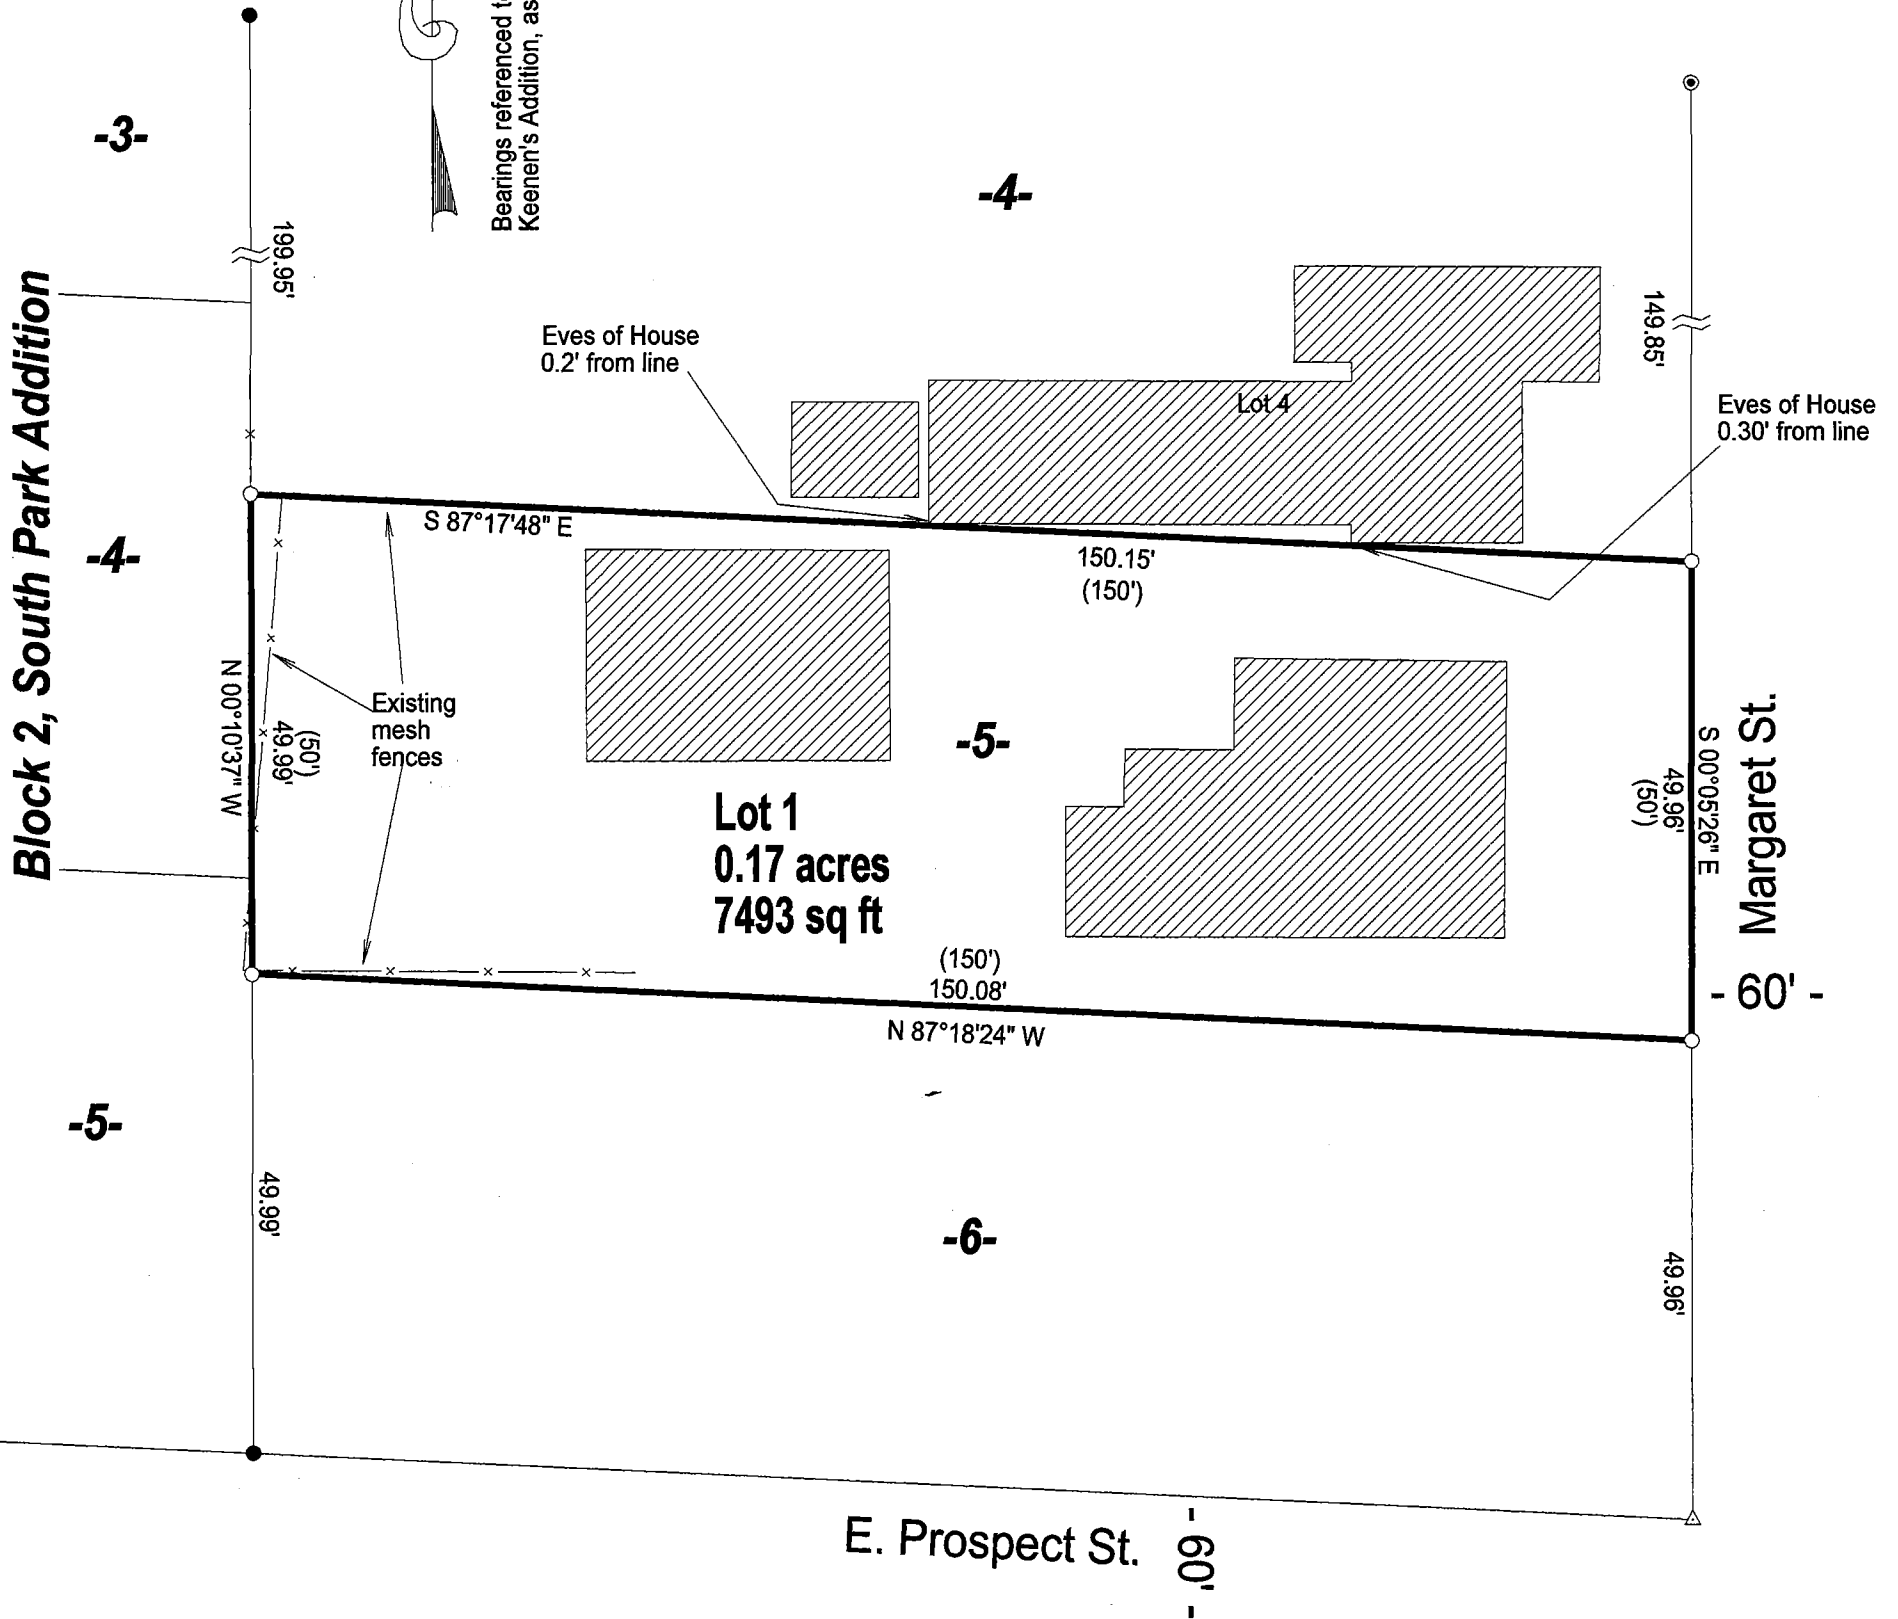 Bearings referenced
Keenen's Addition, as
-3-
-4-
199.95'
149.85'
Block 2, South Park Addition
Eves of House
0.2' from line
Lot 4
Eves of House
0.30' from line
S 87°17'48" E
150.15'
(150')
-4-
N 00°10'37" W
49.99'
(50')
Existing
mesh
fences
-5-
Lot 1
0.17 acres
7493 sq ft
S 00°05'26" E
49.96'
(50')
Margaret St.
- 60' -
(150')
150.08'
N 87°18'24" W
-5-
49.99'
-6-
49.96'
E. Prospect St.
- 60' -